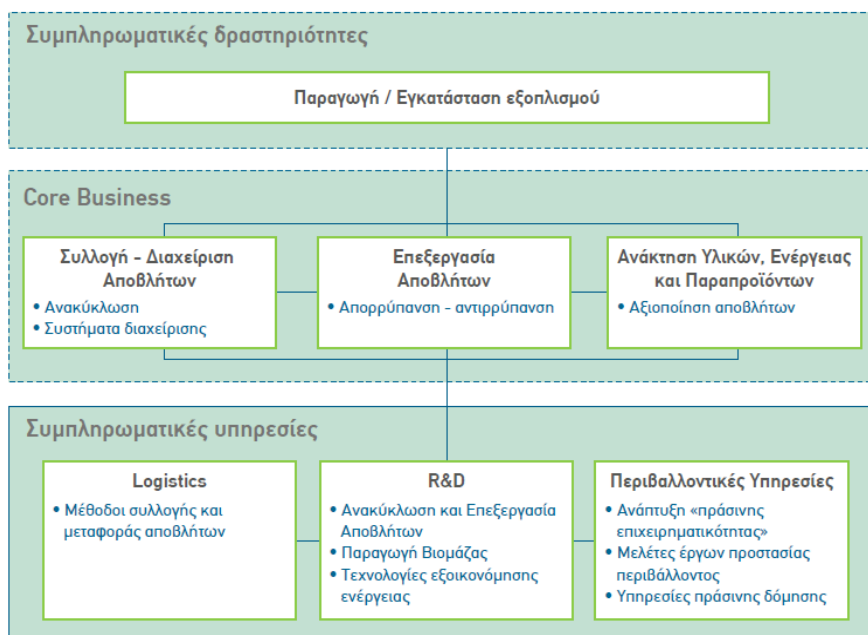 Συμπληρωματικές δραστηριότητες
Παραγωγή / Εγκατάσταση εξοπλισμού
Core Business
Συλλογή - Διαχείριση
Αποβλήτων
• Ανακύκλωση
• Συστήματα διαχείρισης
Επεξεργασία
Αποβλήτων
• Απορρύπανση - αντιρρύπανση
Ανάκτηση Υλικών, Ενέργειας
και Παραπροϊόντων
• Αξιοποίηση αποβλήτων
Συμπληρωματικές υπηρεσίες
Logistics
• Μέθοδοι συλλογής και
μεταφοράς αποβλήτων
R&D
• Ανακύκλωση και Επεξεργασία
Αποβλήτων
• Παραγωγή Βιομάζας
• Τεχνολογίες εξοικονόμησης
ενέργειας
Περιβαλλοντικές Υπηρεσίες
• Ανάπτυξη «πράσινης
επιχειρηματικότητας»
• Μελέτες έργων προστασίας
περιβάλλοντος
• Υπηρεσίες πράσινης δόμησης